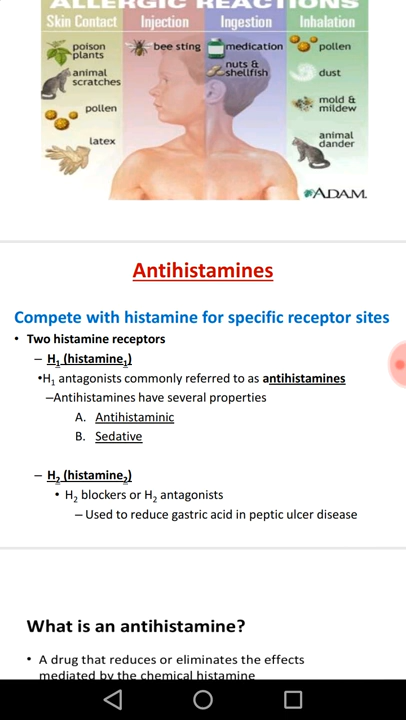 ALLERGIC REACTIONS
Skin Contact Injection Ingestion Inhalation
poison plants
animal scratches
pollen
latex
bee sting
medication
nuts & shellfish
pollen
dust
mold & mildew
animal dander
ADAM.
Antihistamines
Compete with histamine for specific receptor sites
• Two histamine receptors
– H₁ (histamine₁)
•H₁ antagonists commonly referred to as antihistamines
–Antihistamines have several properties
A. Antihistaminic
B. Sedative
– H₂ (histamine₂)
• H₂ blockers or H₂ antagonists
– Used to reduce gastric acid in peptic ulcer disease
What is an antihistamine?
• A drug that reduces or eliminates the effects
mediated by the chemical histamine